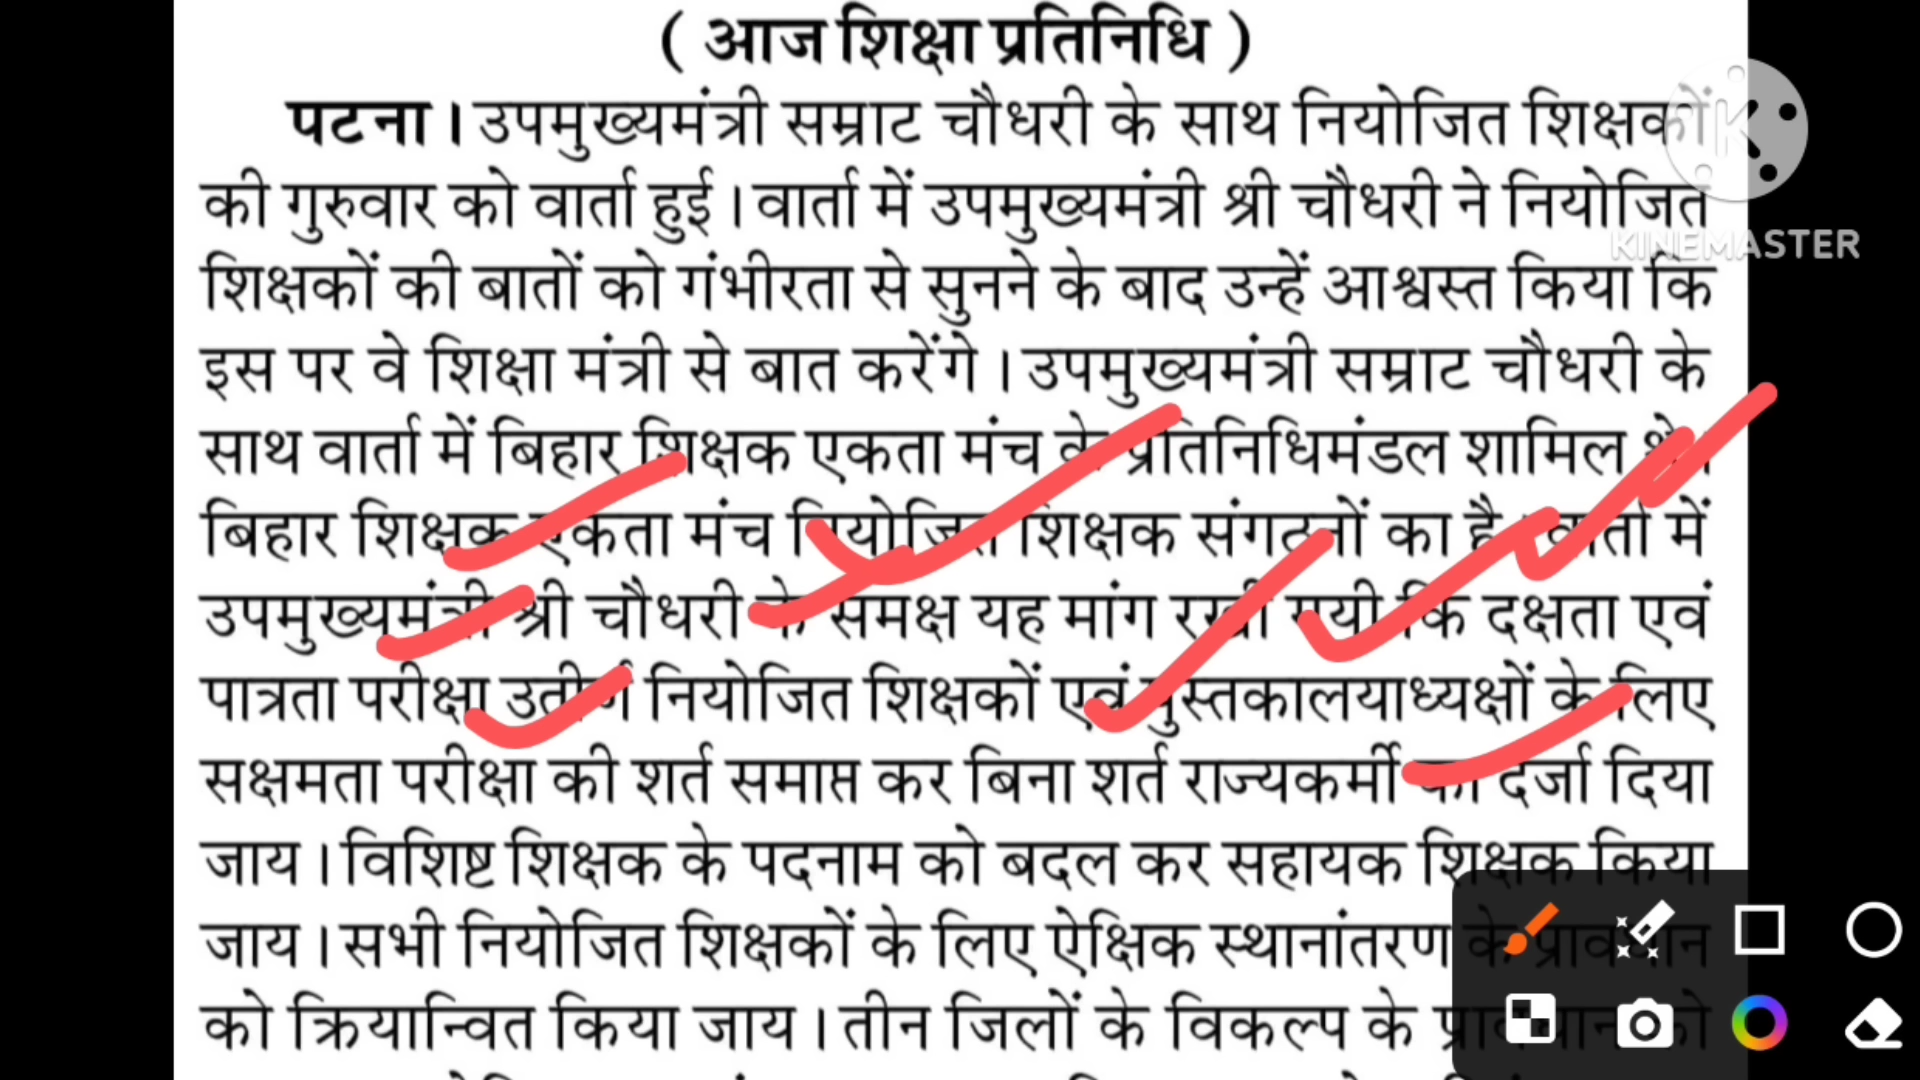 ( आज शिक्षा प्रतिनिधि )
पटना। उपमुख्यमंत्री सम्राट चौधरी के साथ नियोजित शिक्षकों
की गुरुवार को वार्ता हुई। वार्ता में उपमुख्यमंत्री श्री चौधरी ने नियोजित
KINEMASTER
शिक्षकों की बातों को गंभीरता से सुनने के बाद उन्हें आश्वस्त किया कि
इस पर वे शिक्षा मंत्री से बात करेंगे। उपमुख्यमंत्री सम्राट चौधरी के
साथ वार्ता में बिहार शिक्षक एकता मंच के प्रतिनिधिमंडल शामिल थे।
बिहार शिक्षक एकता मंच नियोजित शिक्षक संगठनों का है। वार्ता में
उपमुख्यमंत्री श्री चौधरी के समक्ष यह मांग रखी गयी कि दक्षता एवं
पात्रता परीक्षा उतीर्ण नियोजित शिक्षकों एवं पुस्तकालयाध्यक्षों के लिए
सक्षमता परीक्षा की शर्त समाप्त कर बिना शर्त राज्यकर्मी का दर्जा दिया
जाय। विशिष्ट शिक्षक के पदनाम को बदल कर सहायक शिक्षक किया
जाय। सभी नियोजित शिक्षकों के लिए ऐक्षिक स्थानांतरण के प्रावधान
को क्रियान्वित किया जाय। तीन जिलों के विकल्प के प्रावधान को